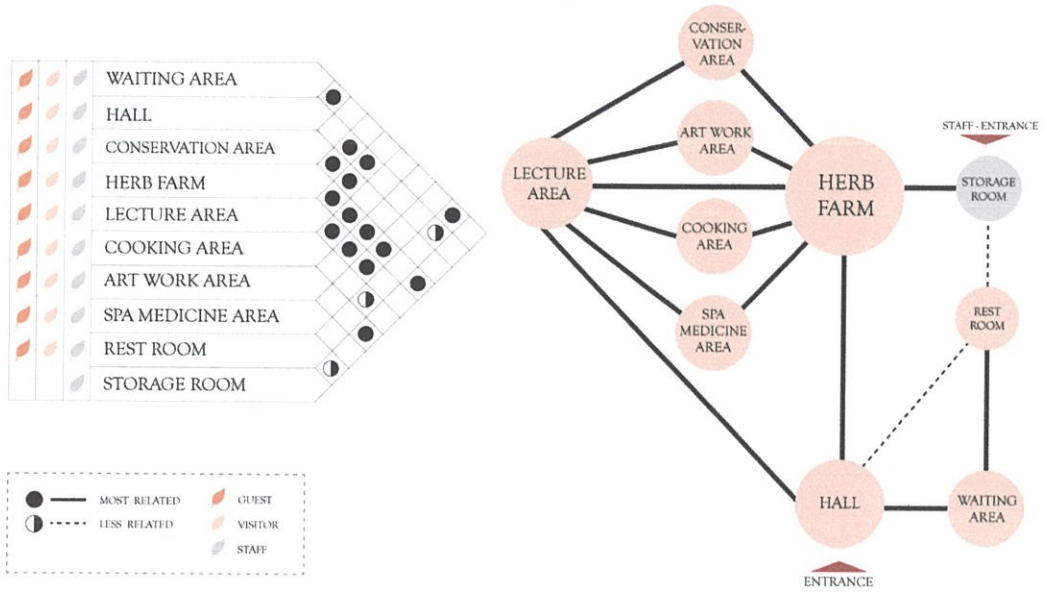 WAITING AREA
HALL
CONSERVATION AREA
HERB FARM
LECTURE AREA
COOKING AREA
ART WORK AREA
SPA MEDICINE AREA
REST ROOM
STORAGE ROOM
MOST RELATED
LESS RELATED
GUEST
VISITOR
STAFF
CONSER-
VATION
AREA
ART WORK
AREA
LECTURE
AREA
COOKING
AREA
SPA
MEDICINE
AREA
HERB
FARM
STAFF - ENTRANCE
STORAGE
ROOM
REST
ROOM
HALL
WAITING
AREA
ENTRANCE